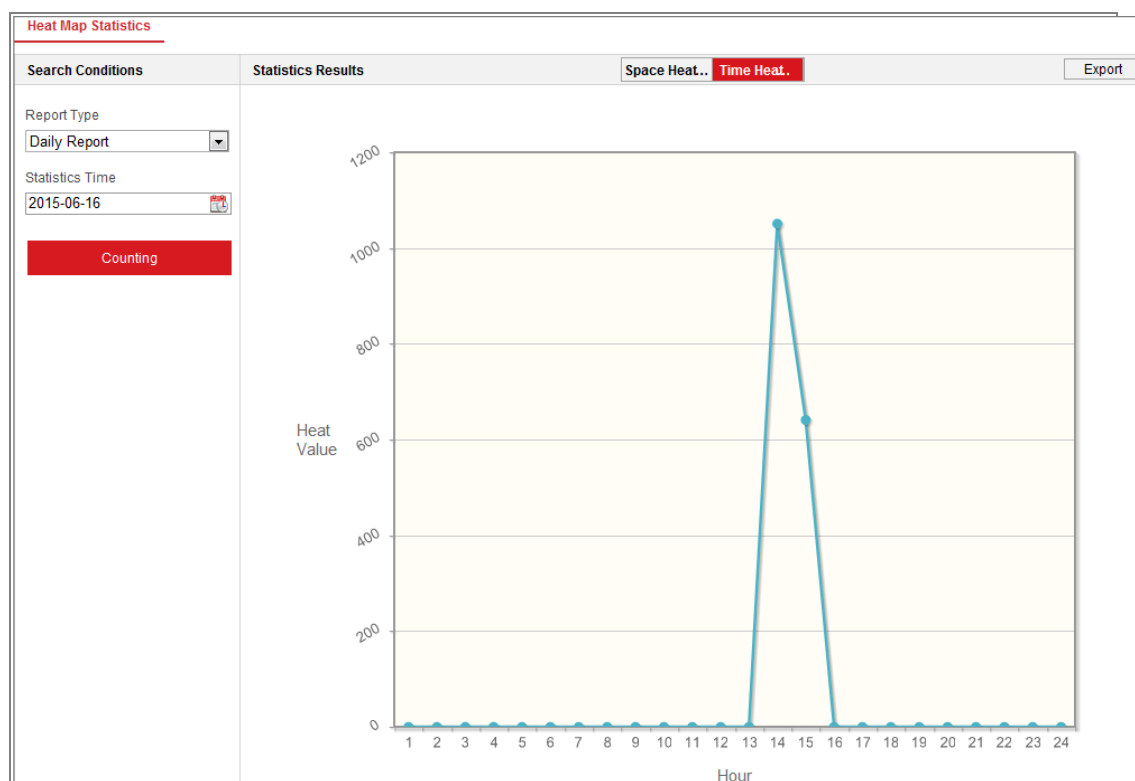 Heat Map Statistics
Search Conditions
Statistics Results
Space Heat...
Time Heat..
Export
Report Type
Daily Report
Statistics Time
2015-06-16
Counting
1200
1000
800
600
400
200
0
Heat
Value
1 2 3 4 5 6 7 8 9 10 11 12 13 14 15 16 17 18 19 20 21 22 23 24
Hour